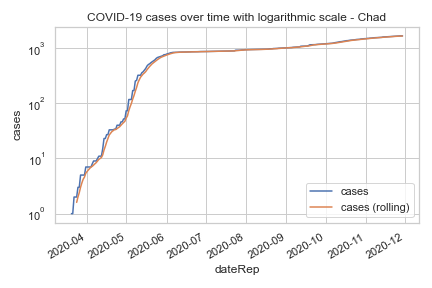 COVID-19 cases over time with logarithmic scale - Chad
cases
10³
10²
10¹
10⁰
2020-04
2020-05
2020-06
2020-07
2020-08
2020-09
2020-10
2020-11
2020-12
dateRep
cases
cases (rolling)